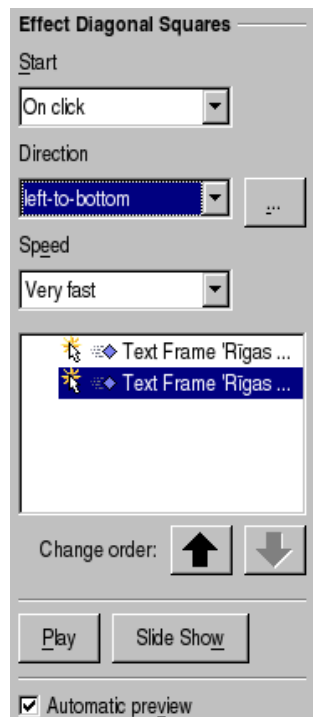 Effect Diagonal Squares
Start
On click
Direction
left-to-bottom
...
Speed
Very fast
Text Frame 'Rīgas ...
Text Frame 'Rīgas ...
Change order:
Play Slide Show
Automatic preview